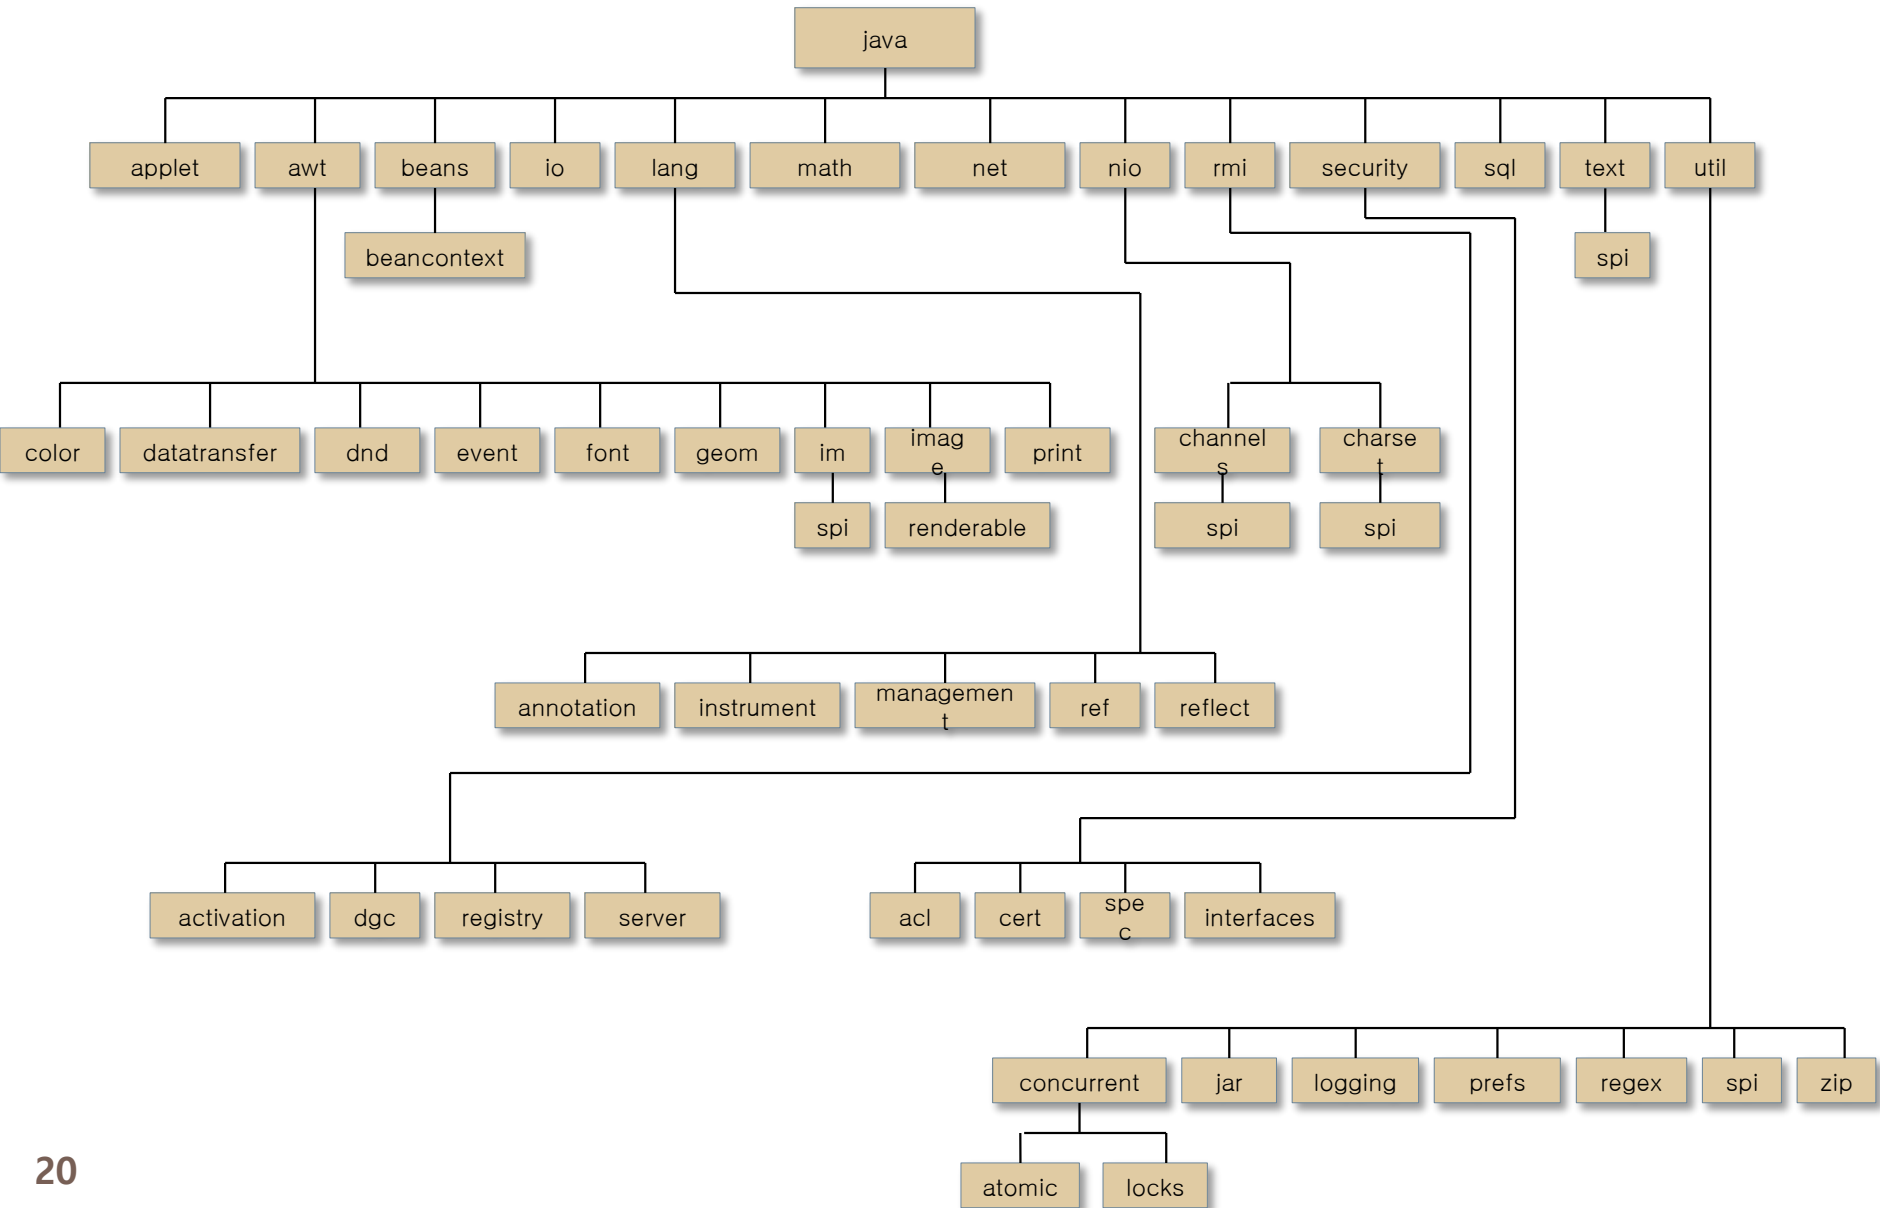 java
applet
awt
beans
io
lang
math
net
nio
rmi
security
sql
text
util
beancontext
spi
color
datatransfer
dnd
event
font
geom
im
imag
e
print
channel
s
charse
t
spi
renderable
spi
spi
annotation
instrument
managemen
t
ref
reflect
activation
dgc
registry
server
acl
cert
spe
c
interfaces
concurrent
jar
logging
prefs
regex
spi
zip
atomic
locks
20